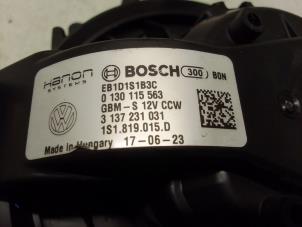 Hanon
SYSTEMS
BOSCH
300 BDN
EB1D1S1B3C
0 130 115 563
GBM-S 12V CCW
3 137 231 031
1S1.819.015.D
Made in Hungary 17-06-23